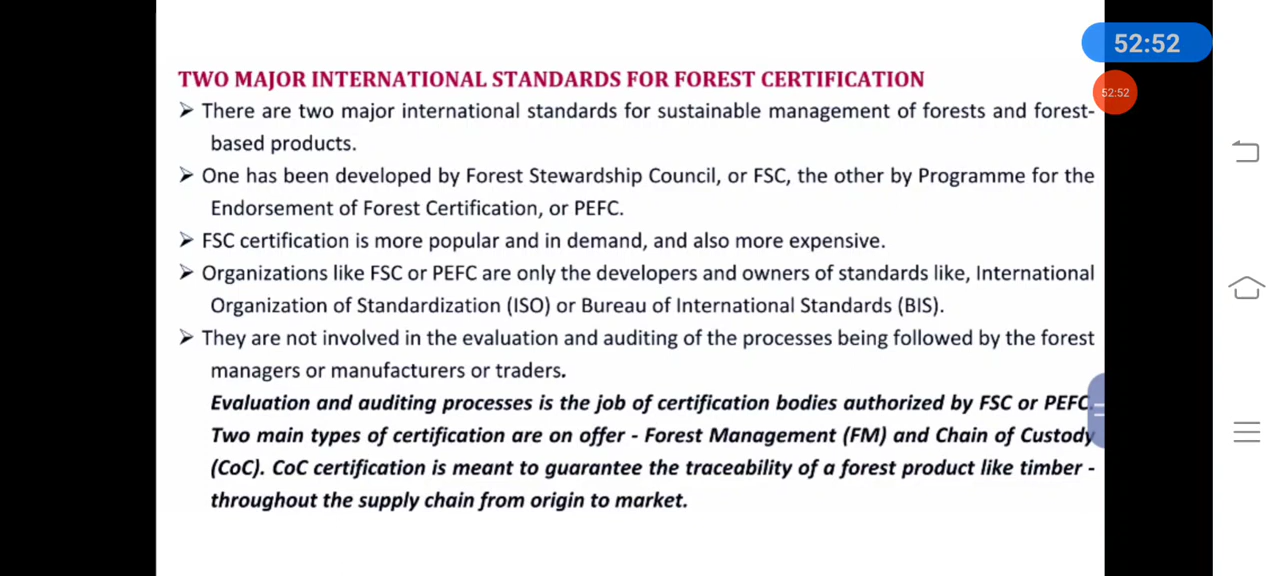 52:52
52:52
TWO MAJOR INTERNATIONAL STANDARDS FOR FOREST CERTIFICATION
➢ There are two major international standards for sustainable management of forests and forest-
based products.
➢ One has been developed by Forest Stewardship Council, or FSC, the other by Programme for the
Endorsement of Forest Certification, or PEFC.
➢ FSC certification is more popular and in demand, and also more expensive.
➢ Organizations like FSC or PEFC are only the developers and owners of standards like, International
Organization of Standardization (ISO) or Bureau of International Standards (BIS).
➢ They are not involved in the evaluation and auditing of the processes being followed by the forest
managers or manufacturers or traders.
Evaluation and auditing processes is the job of certification bodies authorized by FSC or PEFC.
Two main types of certification are on offer - Forest Management (FM) and Chain of Custody
(CoC). CoC certification is meant to guarantee the traceability of a forest product like timber -
throughout the supply chain from origin to market.